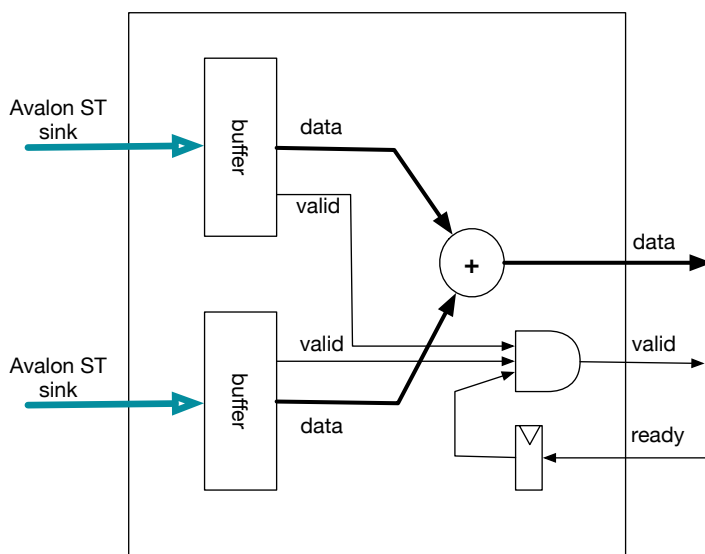 Avalon ST
sink
buffer
data
valid
+
data
valid
valid
Avalon ST
sink
buffer
data
ready